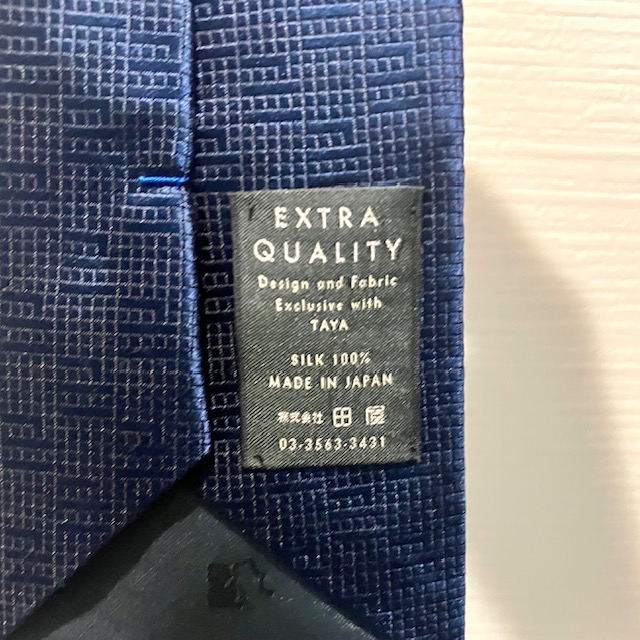 EXTRA
QUALITY
Design and Fabric
Exclusive with
TAYA
SILK 100%
MADE IN JAPAN
株式会社 田屋
03-3563-3431